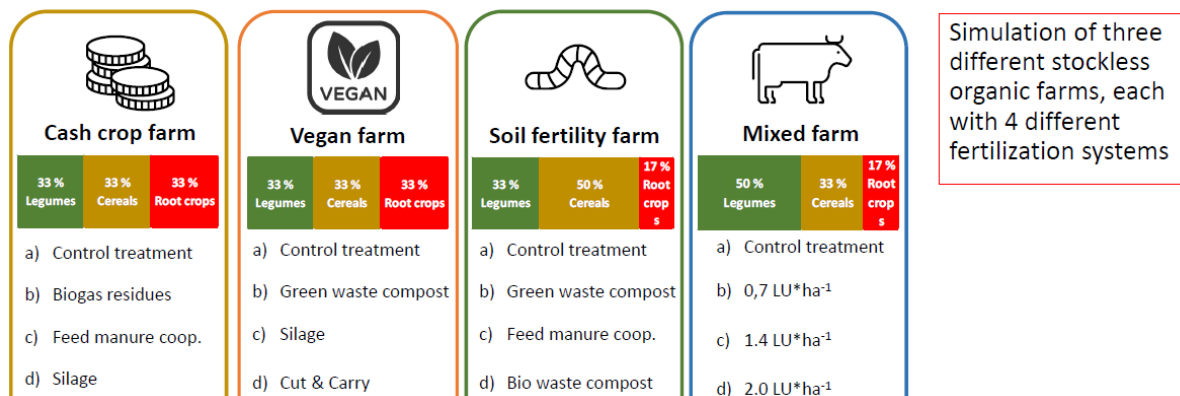 VEGAN
Cash crop farm
33 %
Legumes
33 %
Cereals
33 %
Root crops
a) Control treatment
b) Biogas residues
c) Feed manure coop.
d) Silage
Vegan farm
33 %
Legumes
33 %
Cereals
33 %
Root crops
a) Control treatment
b) Green waste compost
c) Silage
d) Cut & Carry
Soil fertility farm
33 %
Legumes
50 %
Cereals
17 %
Root
crop
s
a) Control treatment
b) Green waste compost
c) Feed manure coop.
d) Bio waste compost
Mixed farm
50 %
Legumes
33 %
Cereals
17 %
Root
crop
s
a) Control treatment
b) 0,7 LU*ha⁻¹
c) 1.4 LU*ha⁻¹
d) 2.0 LU*ha⁻¹
Simulation of three
different stockless
organic farms, each
with 4 different
fertilization systems